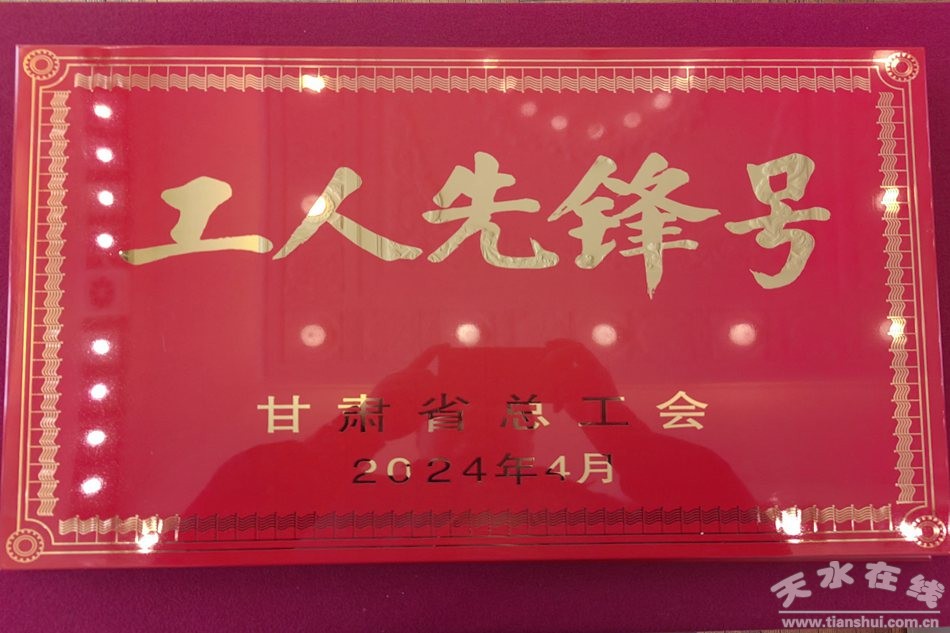 工人先锋号
甘肃省总工会
2024年4月
天水在线
www.tianshui.com.cn